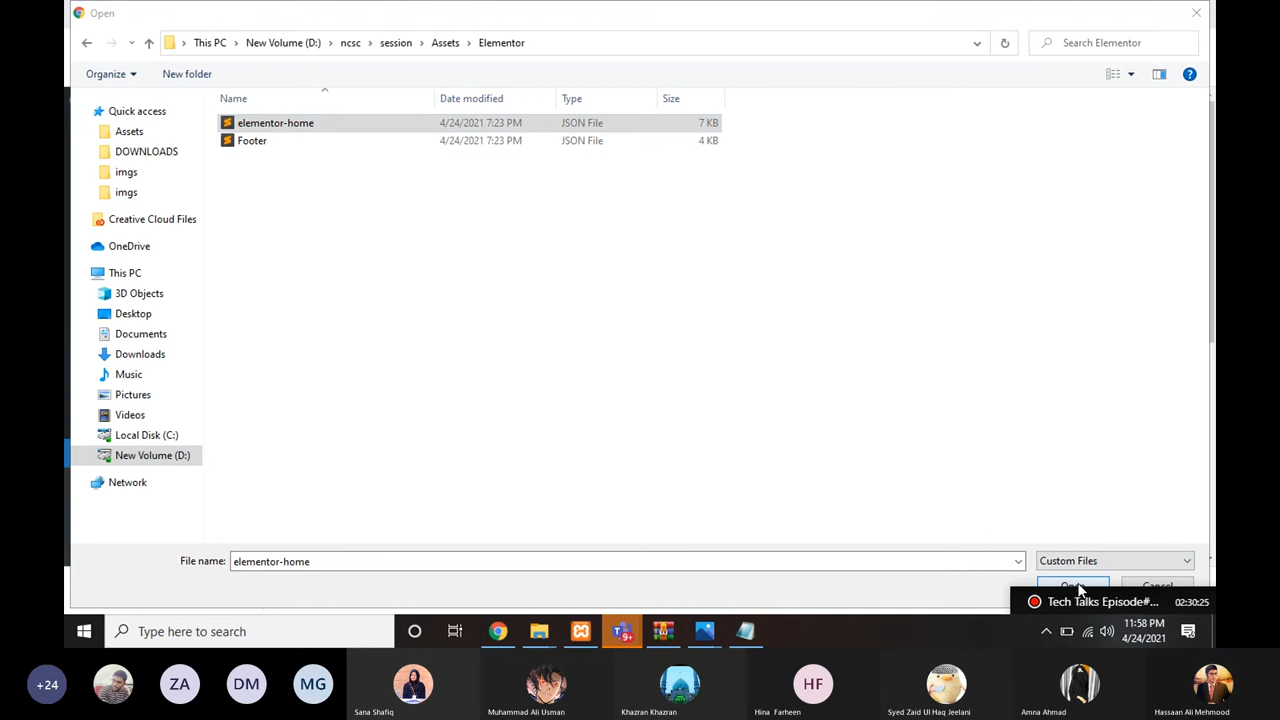 Open
This PC
New Volume (D:)
ncsc
session
Assets
Elementor
Search Elementor
Organize
New folder
Name
Date modified
Type
Size
elementor-home
4/24/2021 7:23 PM
JSON File
7 KB
Footer
4/24/2021 7:23 PM
JSON File
4 KB
Quick access
Assets
DOWNLOADS
imgs
imgs
Creative Cloud Files
OneDrive
This PC
3D Objects
Desktop
Documents
Downloads
Music
Pictures
Videos
Local Disk (C:)
New Volume (D:)
Network
File name:
elementor-home
Custom Files
Open
Cancel
Tech Talks Episode#...
02:30:25
Type here to search
9+
11:58 PM
4/24/2021
+24
ZA
DM
MG
HF
Sana Shafiq
Muhammad Ali Usman
Khazran Khazran
Hina Farheen
Syed Zaid Ul Haq Jeelani
Amna Ahmad
Hassaan Ali Mehmood